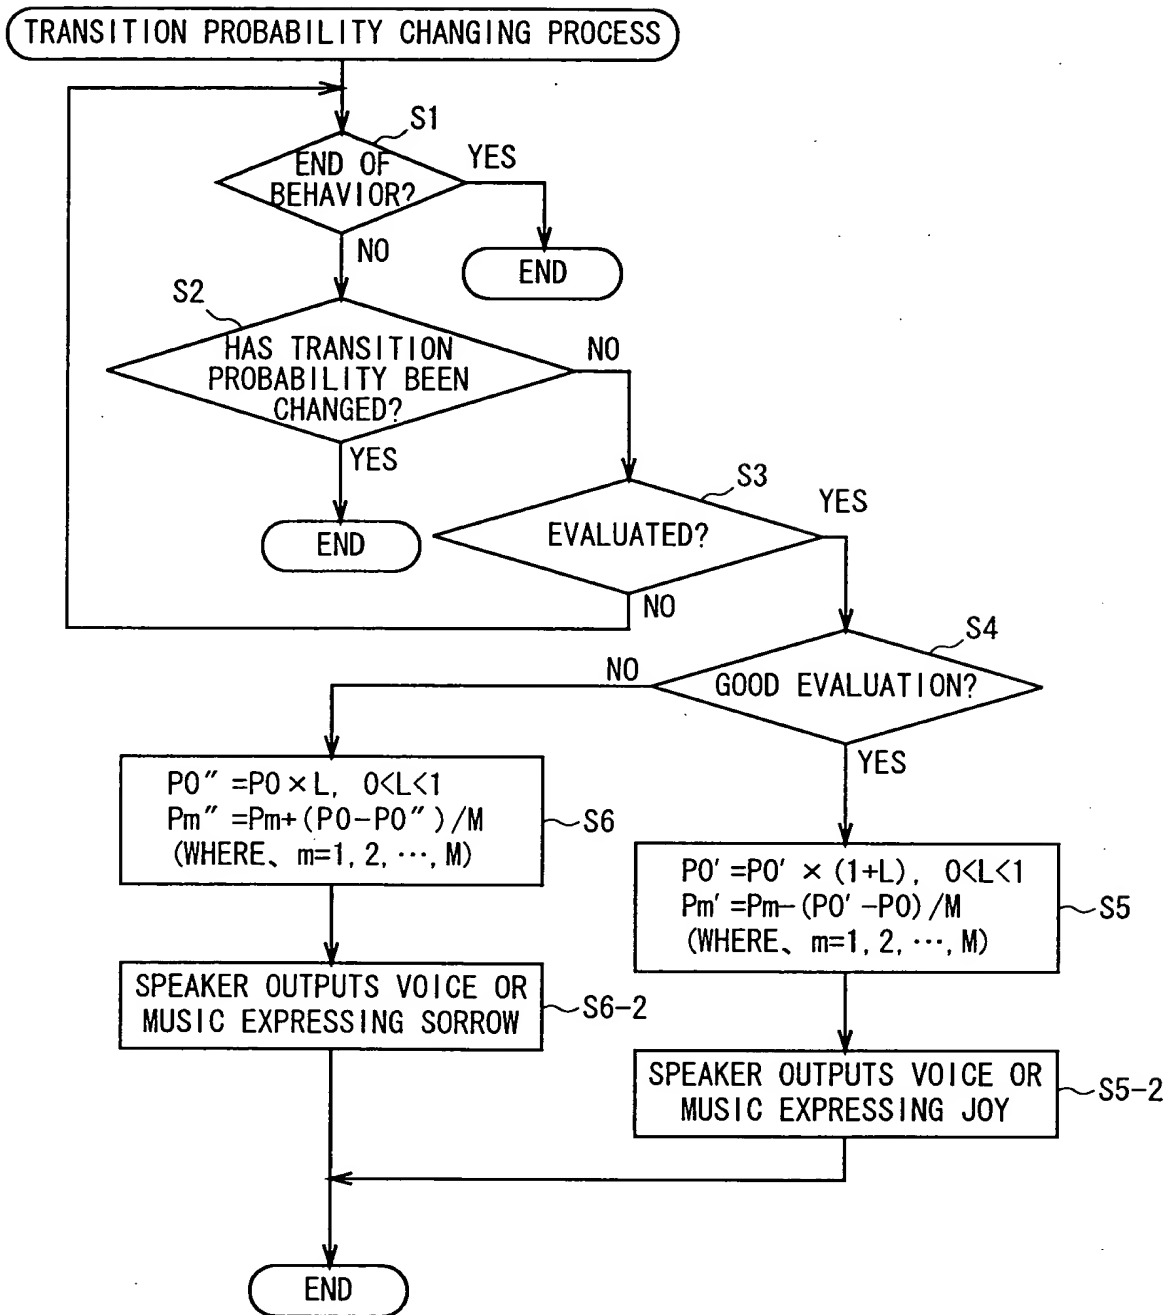 TRANSITION PROBABILITY CHANGING PROCESS
S1
END OF
BEHAVIOR?
YES
NO
END
S2
HAS TRANSITION
PROBABILITY BEEN
CHANGED?
NO
YES
END
S3
EVALUATED?
YES
NO
S4
GOOD EVALUATION?
NO
YES
P0″ =P0×L, 0<L<1
Pm″ =Pm+(P0-P0″)/M
(WHERE、 m=1, 2, ⋯, M)
S6
P0′ =P0′ × (1+L), 0<L<1
Pm′ =Pm-(P0′ -P0)/M
(WHERE、 m=1, 2, ⋯, M)
S5
SPEAKER OUTPUTS VOICE OR
MUSIC EXPRESSING SORROW
S6-2
SPEAKER OUTPUTS VOICE OR
MUSIC EXPRESSING JOY
S5-2
END